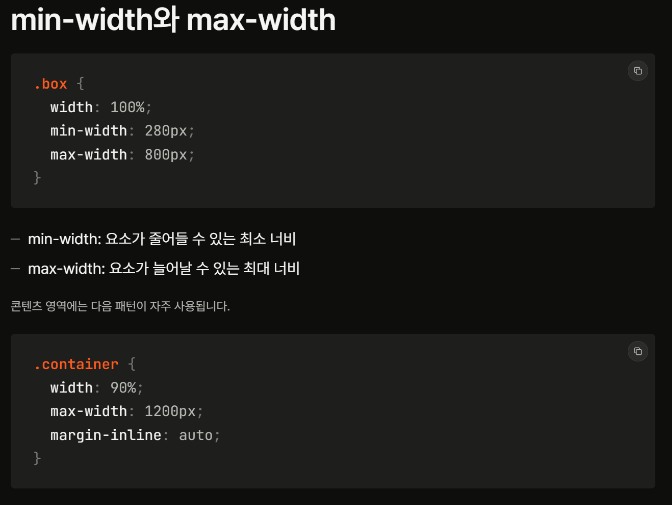 min-width와 max-width
.box {
  width: 100%;
  min-width: 280px;
  max-width: 800px;
}
— min-width: 요소가 줄어들 수 있는 최소 너비
— max-width: 요소가 늘어날 수 있는 최대 너비
콘텐츠 영역에는 다음 패턴이 자주 사용됩니다.
.container {
  width: 90%;
  max-width: 1200px;
  margin-inline: auto;
}